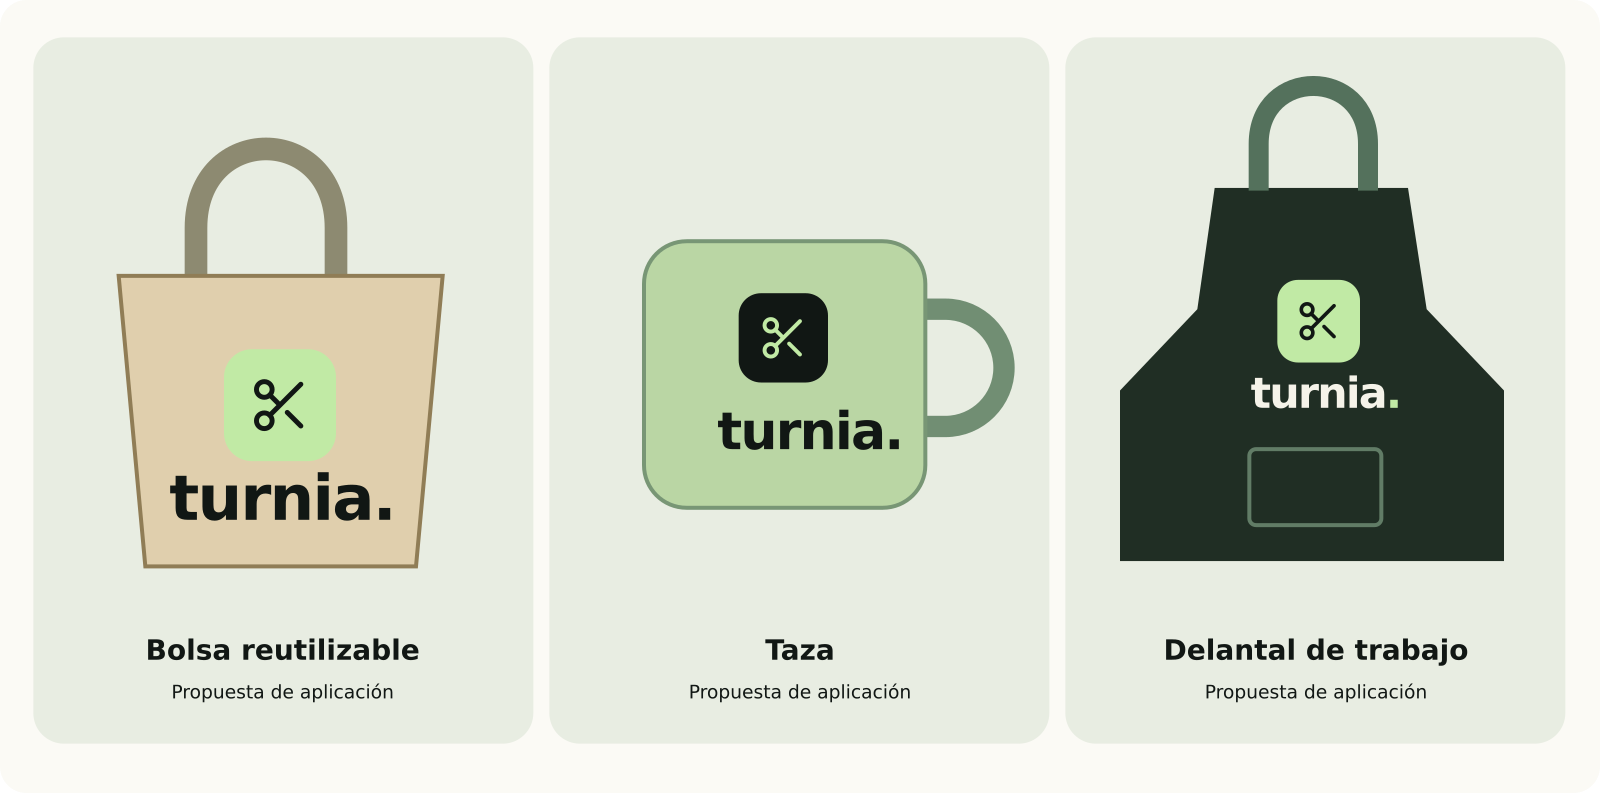 turnia.
Bolsa reutilizable
Propuesta de aplicación
turnia.
Taza
Propuesta de aplicación
turnia.
Delantal de trabajo
Propuesta de aplicación